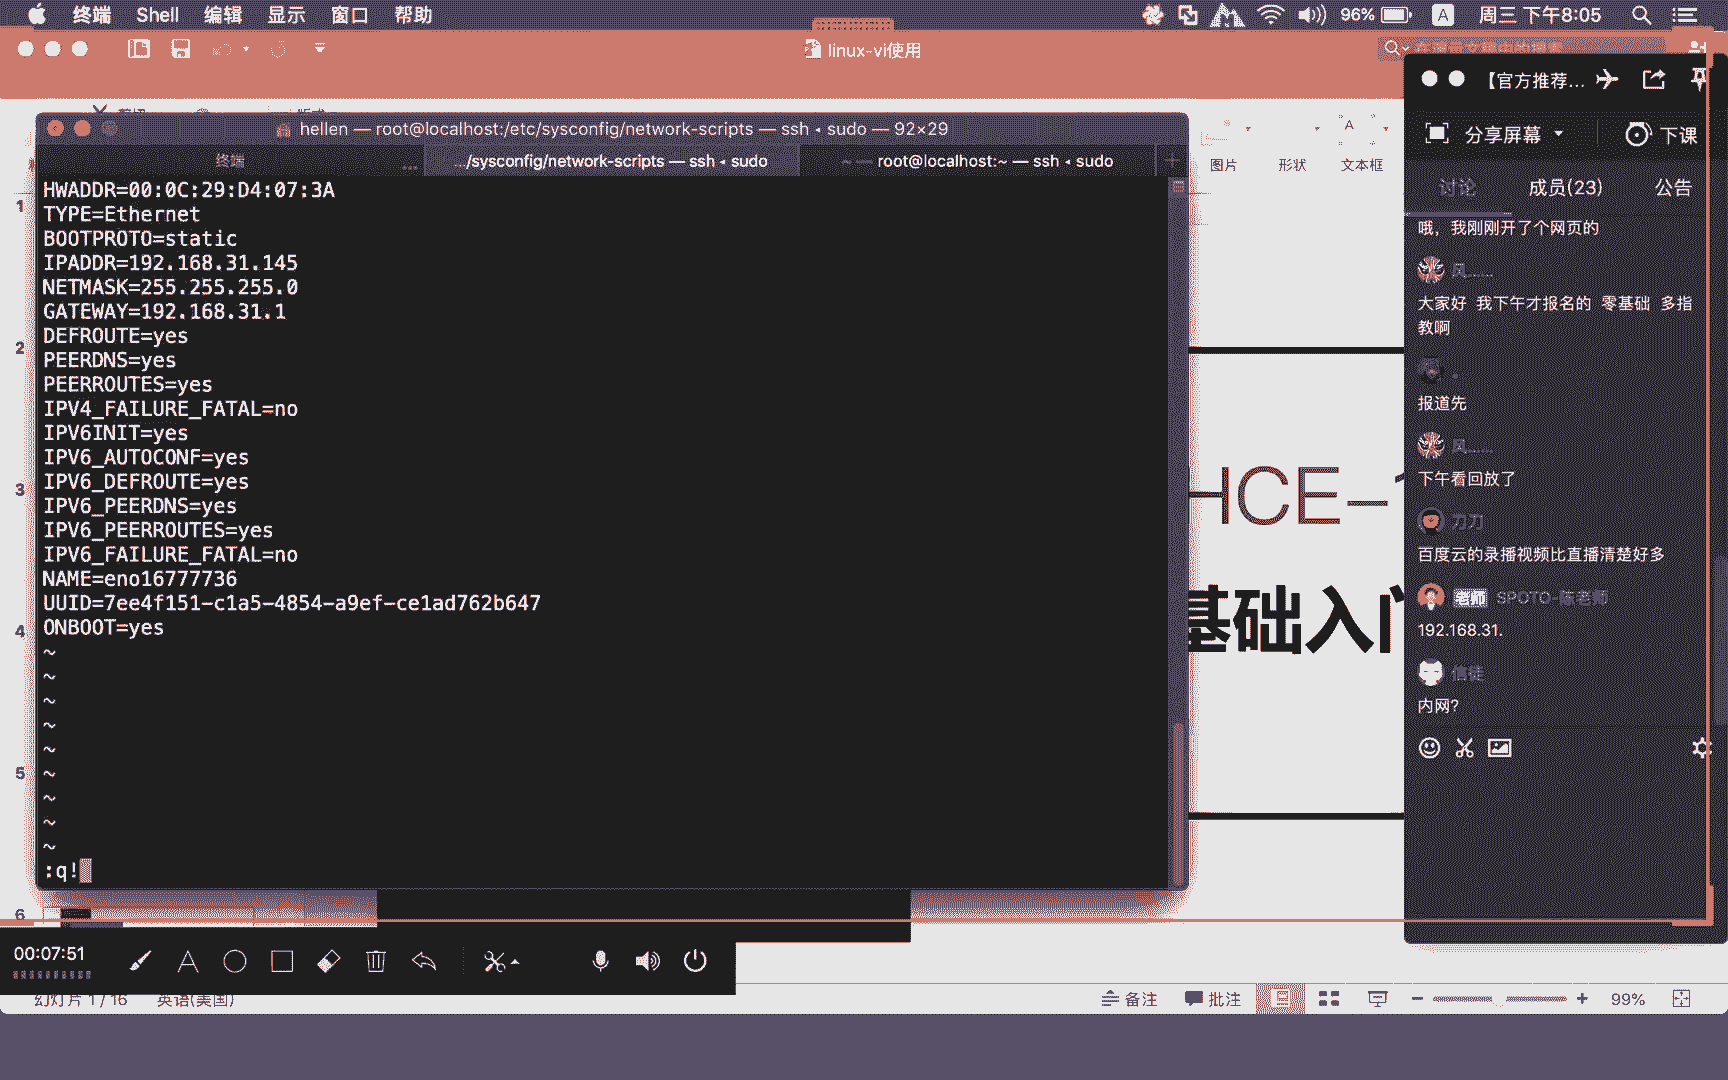 终端 Shell 编辑 显示 窗口 帮助 96% A 周三 下午8:05
linux-vi使用
hellen — root@localhost:/etc/sysconfig/network-scripts — ssh ◂ sudo — 92×29
终端 ... .../sysconfig/network-scripts — ssh ◂ sudo ~ — root@localhost:~ — ssh ◂ sudo +
HWADDR=00:0C:29:D4:07:3A
TYPE=Ethernet
BOOTPROTO=static
IPADDR=192.168.31.145
NETMASK=255.255.255.0
GATEWAY=192.168.31.1
DEFROUTE=yes
PEERDNS=yes
PEERROUTES=yes
IPV4_FAILURE_FATAL=no
IPV6INIT=yes
IPV6_AUTOCONF=yes
IPV6_DEFROUTE=yes
IPV6_PEERDNS=yes
IPV6_PEERROUTES=yes
IPV6_FAILURE_FATAL=no
NAME=eno16777736
UUID=7ee4f151-c1a5-4854-a9ef-ce1ad762b647
ONBOOT=yes
~
~
~
~
~
~
~
~
~
:q!
1
2
3
4
5
6
图片 形状 文本框
HCE-
基础入门
【官方推荐...
分享屏幕 下课
讨论 成员(23) 公告
哦，我刚刚开了个网页的
风......
大家好 我下午才报名的 零基础 多指
教啊
报道先
风......
下午看回放了
刀刀
百度云的录播视频比直播清楚好多
老师 SPOTO-陈老师
192.168.31.
信徒
内网?
00:07:51
幻灯片 1 / 16 英语(美国)
备注 批注 99%